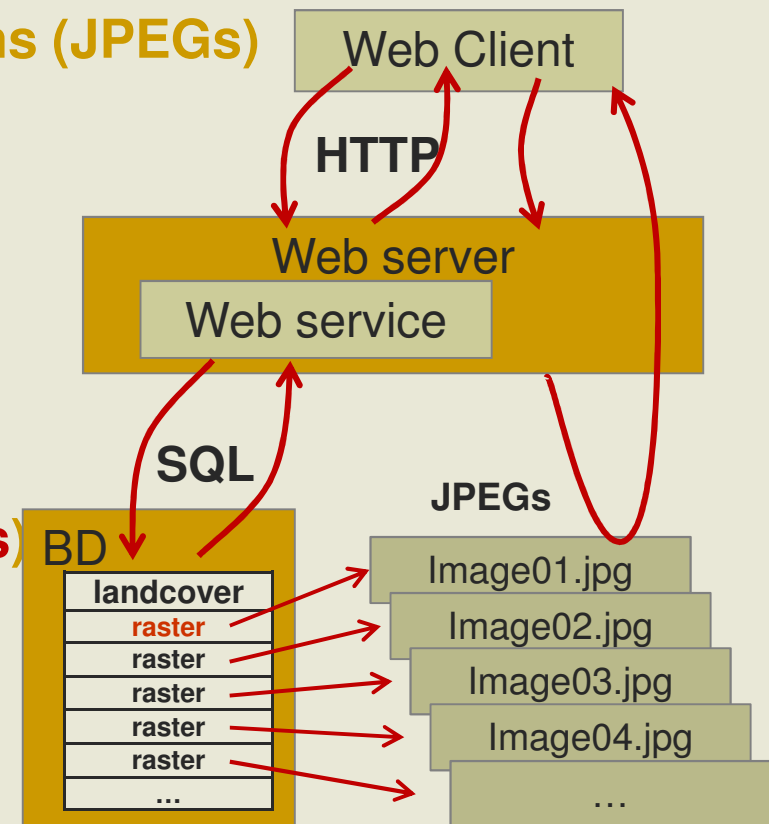 (JPEGs)
Web Client
HTTP
Web server
Web service
SQL
JPEGs
BD
landcover
raster
raster
raster
raster
raster
...
Image01.jpg
Image02.jpg
Image03.jpg
Image04.jpg
...